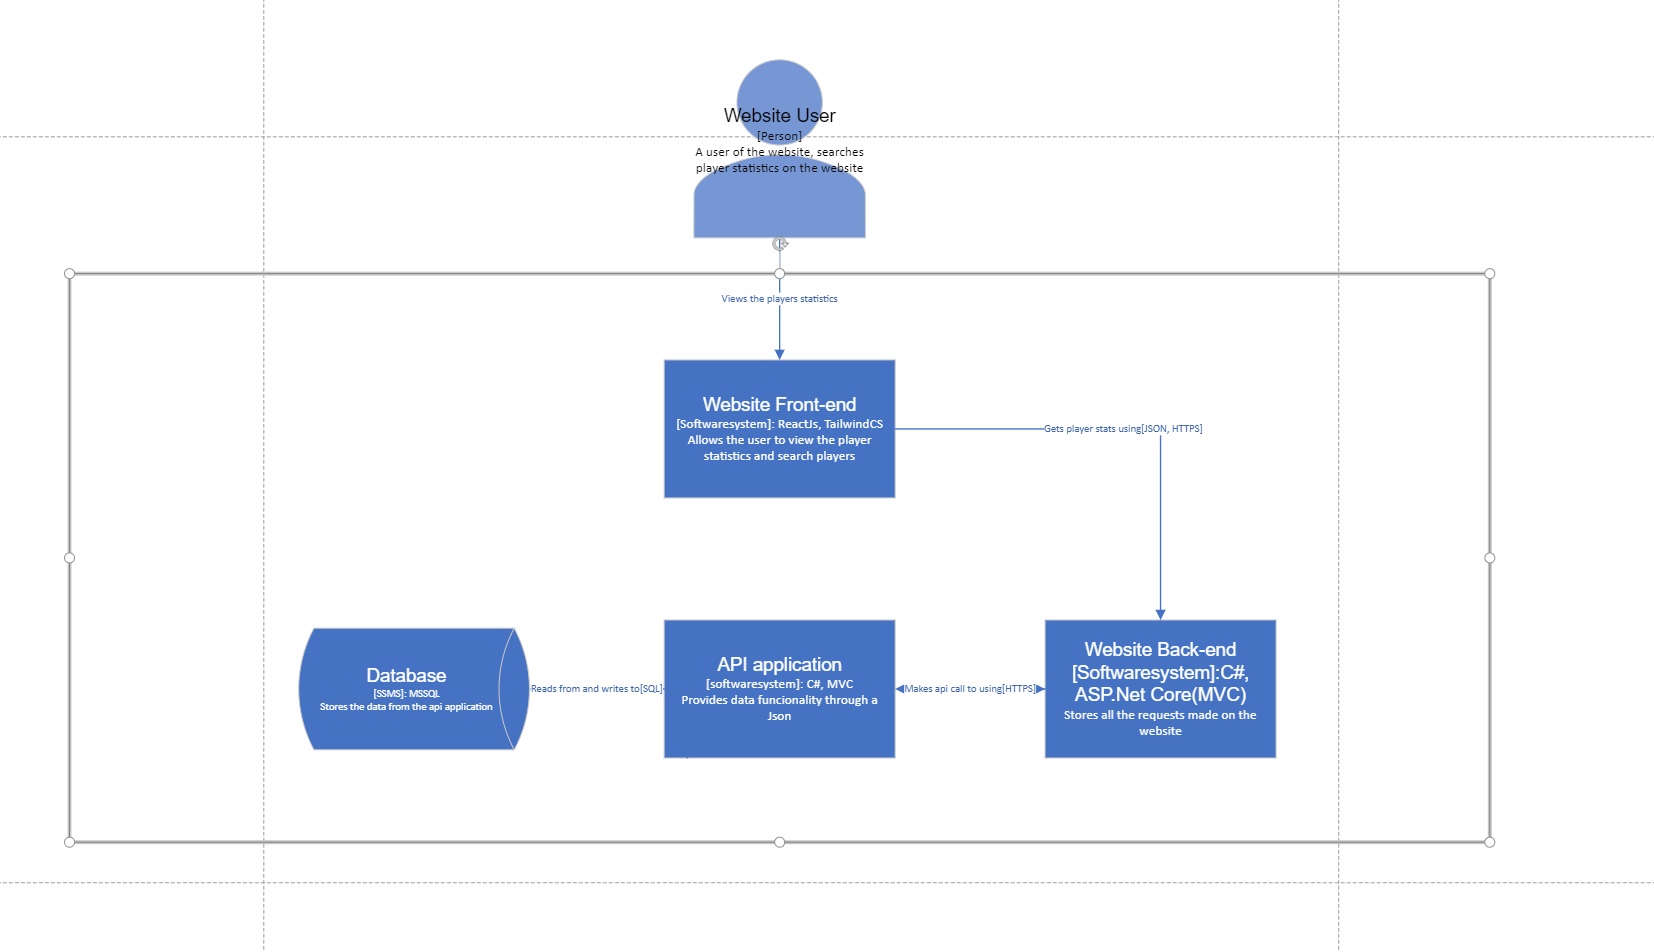 Website User
[Person]
A user of the website, searches
player statistics on the website
Views the players statistics
Website Front-end
[Softwaresystem]: ReactJs, TailwindCS
Allows the user to view the player
statistics and search players
Gets player stats using[JSON, HTTPS]
Database
[SSMS]: MSSQL
Stores the data from the api application
Reads from and writes to[SQL]
API application
[softwaresystem]: C#, MVC
Provides data funcionality through a
Json
Makes api call to using[HTTPS]
Website Back-end
[Softwaresystem]:C#,
ASP.Net Core(MVC)
Stores all the requests made on the
website